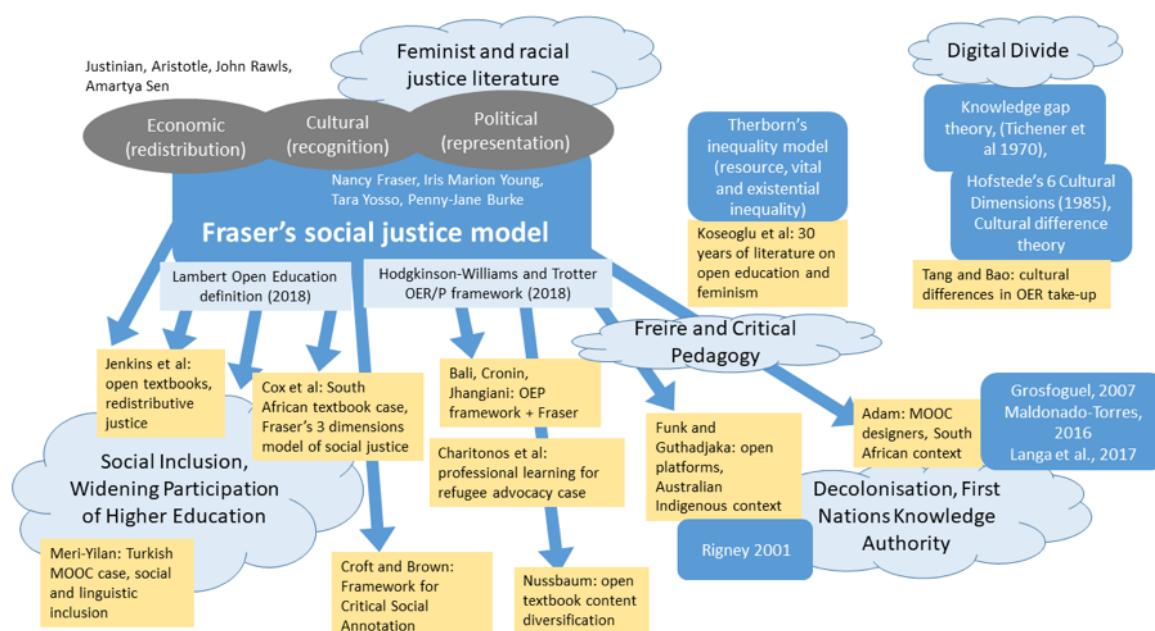 Feminist and racial
justice literature
Digital Divide
Justinian, Aristotle, John Rawls,
Amartya Sen
Economic
(redistribution)
Cultural
(recognition)
Political
(representation)
Nancy Fraser, Iris Marion Young,
Tara Yosso, Penny-Jane Burke
Fraser's social justice model
Therborn's
inequality model
(resource, vital
and existential
inequality)
Koseoglu et al: 30
years of literature on
open education and
feminism
Knowledge gap
theory, (Tichener et
al 1970),
Hofstede's 6 Cultural
Dimensions (1985),
Cultural difference
theory
Tang and Bao: cultural
differences in OER take-up
Lambert Open Education
definition (2018)
Hodgkinson-Williams and Trotter
OER/P framework (2018)
Freire and Critical
Pedagogy
Jenkins et al:
open textbooks,
redistributive
justice
Cox et al: South
African textbook case,
Fraser's 3 dimensions
model of social justice
Bali, Cronin,
Jhangiani: OEP
framework + Fraser
Charitonos et al:
professional learning for
refugee advocacy case
Funk and
Guthadjaka: open
platforms,
Australian
Indigenous context
Adam: MOOC
designers, South
African context
Grosfoguel, 2007
Maldonado-Torres,
2016
Langa et al., 2017
Social Inclusion,
Widening Participation
of Higher Education
Decolonisation, First
Nations Knowledge
Authority
Rigney 2001
Meri-Yilan: Turkish
MOOC case, social
and linguistic
inclusion
Croft and Brown:
Framework for
Critical Social
Annotation
Nussbaum: open
textbook content
diversification